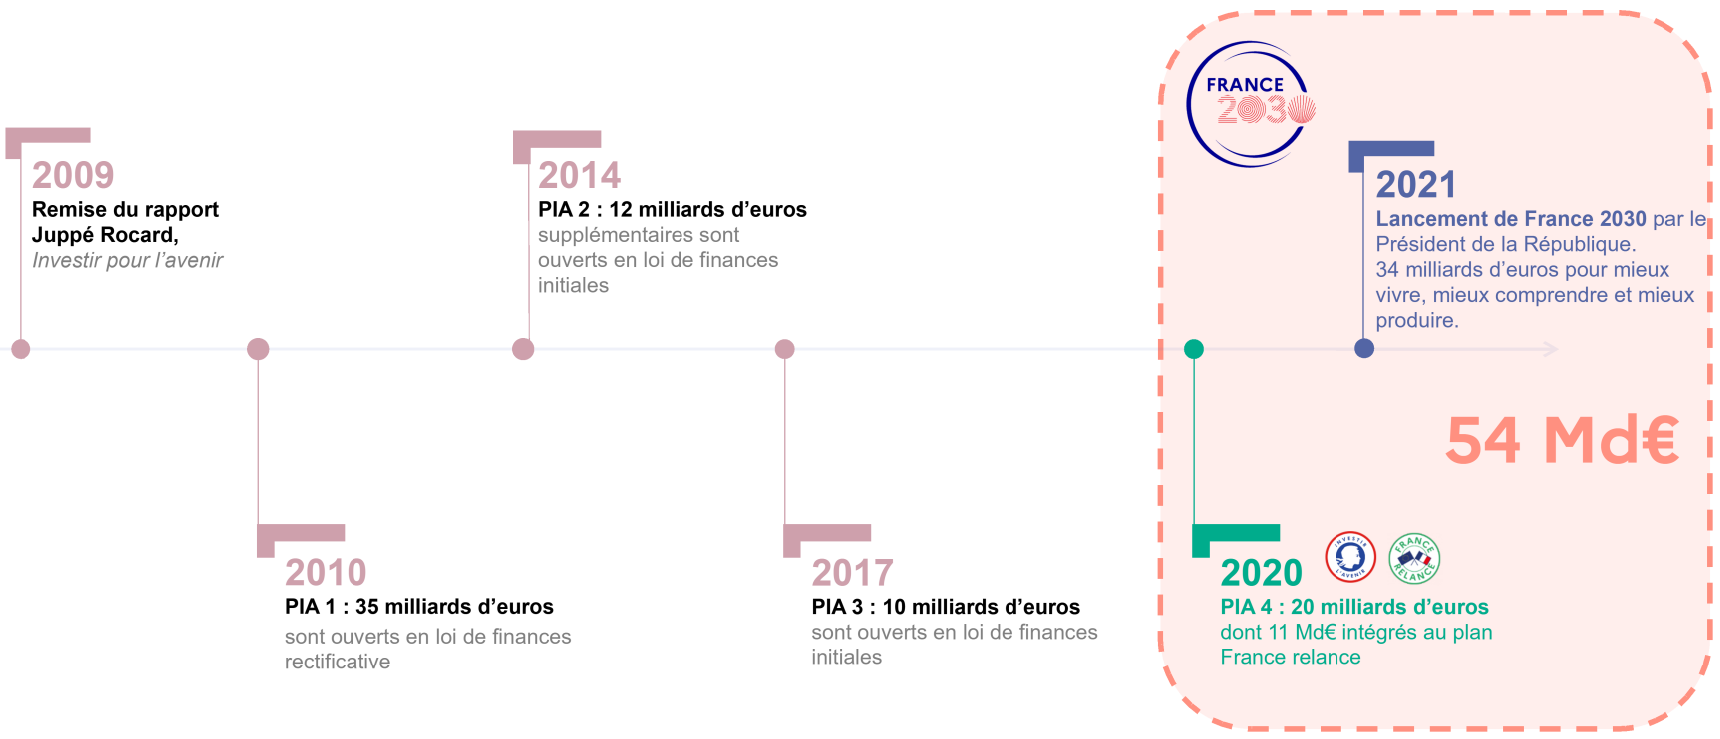 2009
Remise du rapport
Juppé Rocard,
Investir pour l’avenir
2010
PIA 1 : 35 milliards d’euros
sont ouverts en loi de finances
rectificative
2014
PIA 2 : 12 milliards d’euros
supplémentaires sont
ouverts en loi de finances
initiales
2017
PIA 3 : 10 milliards d’euros
sont ouverts en loi de finances
initiales
FRANCE
2030
2020
INVESTIR
L'AVENIR
FRANCE
RELANCE
PIA 4 : 20 milliards d’euros
dont 11 Md€ intégrés au plan
France relance
2021
Lancement de France 2030 par le
Président de la République.
34 milliards d’euros pour mieux
vivre, mieux comprendre et mieux
produire.
54 Md€